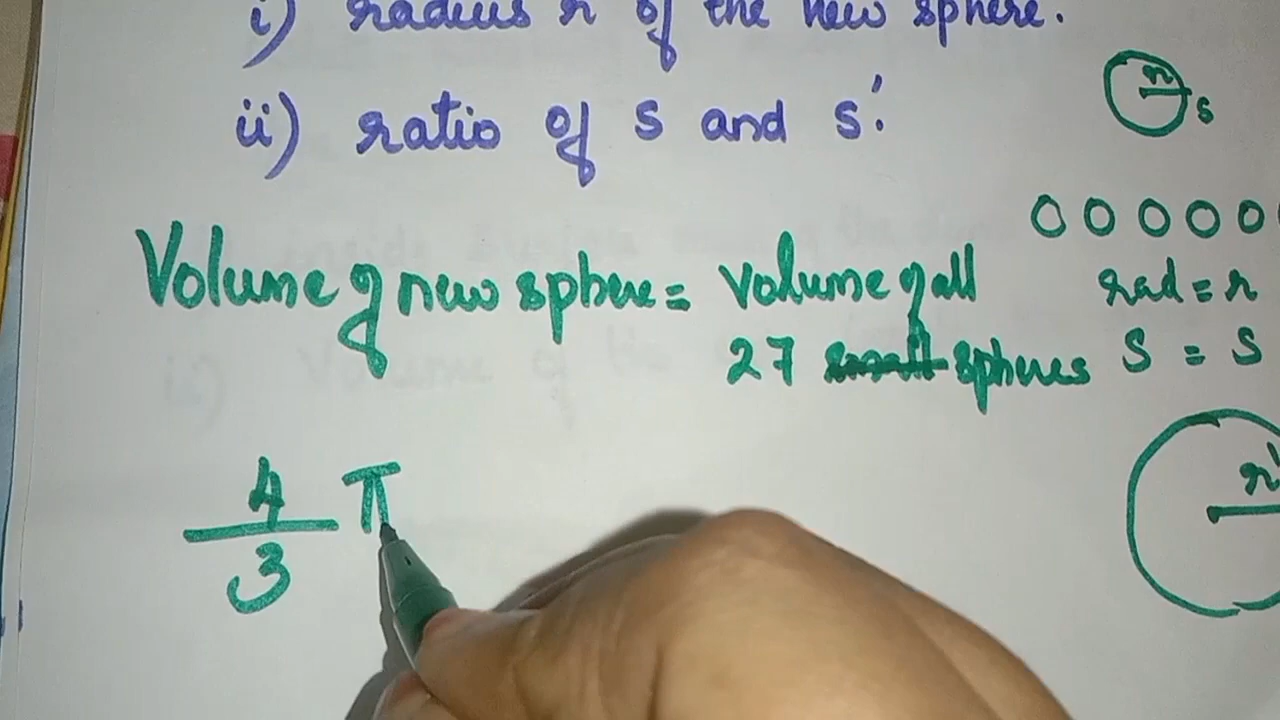 i) radius r of the new sphere.
ii) ratio of S and S'.
r
S
Volume of new sphere = Volume of all
27 small spheres
rad = r
S = S
r'
4/3 π